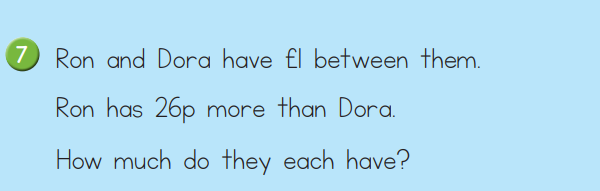 7 Ron and Dora have £1 between them.
Ron has 26p more than Dora.
How much do they each have?